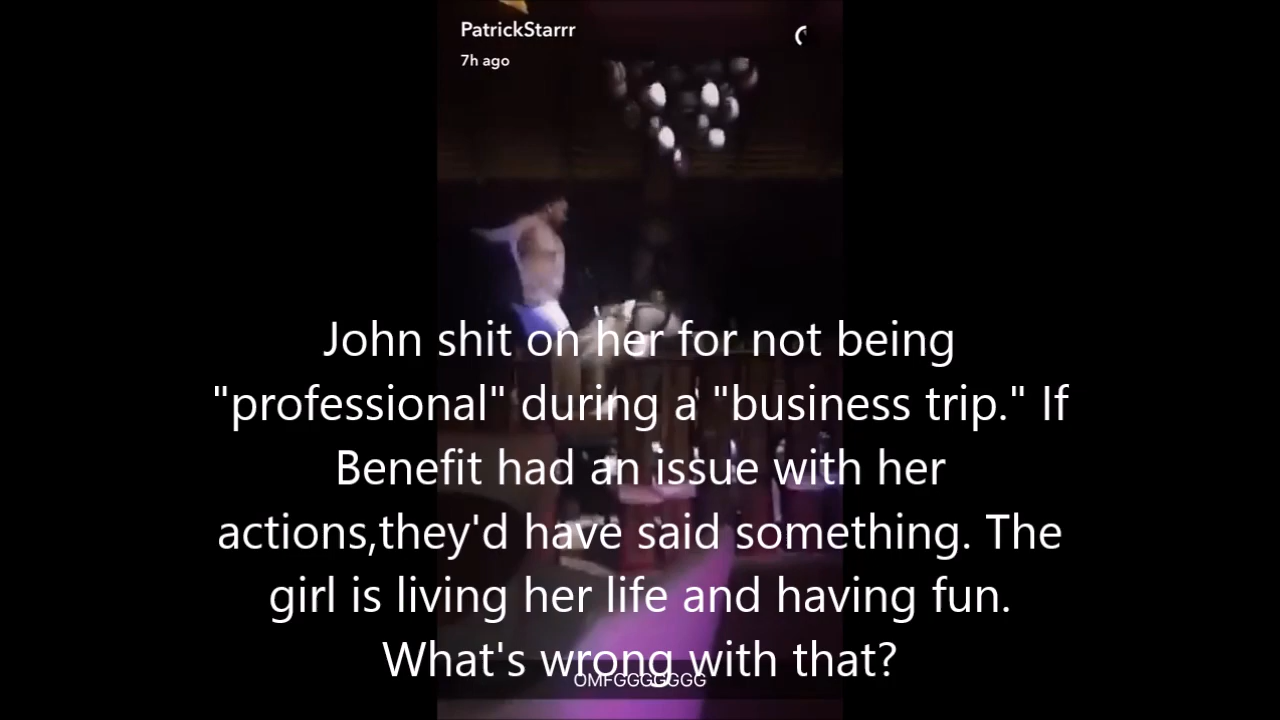 PatrickStarrr
7h ago
John shit on her for not being
"professional" during a "business trip." If
Benefit had an issue with her
actions,they'd have said something. The
girl is living her life and having fun.
What's wrong with that?
OMFGGGGGGG